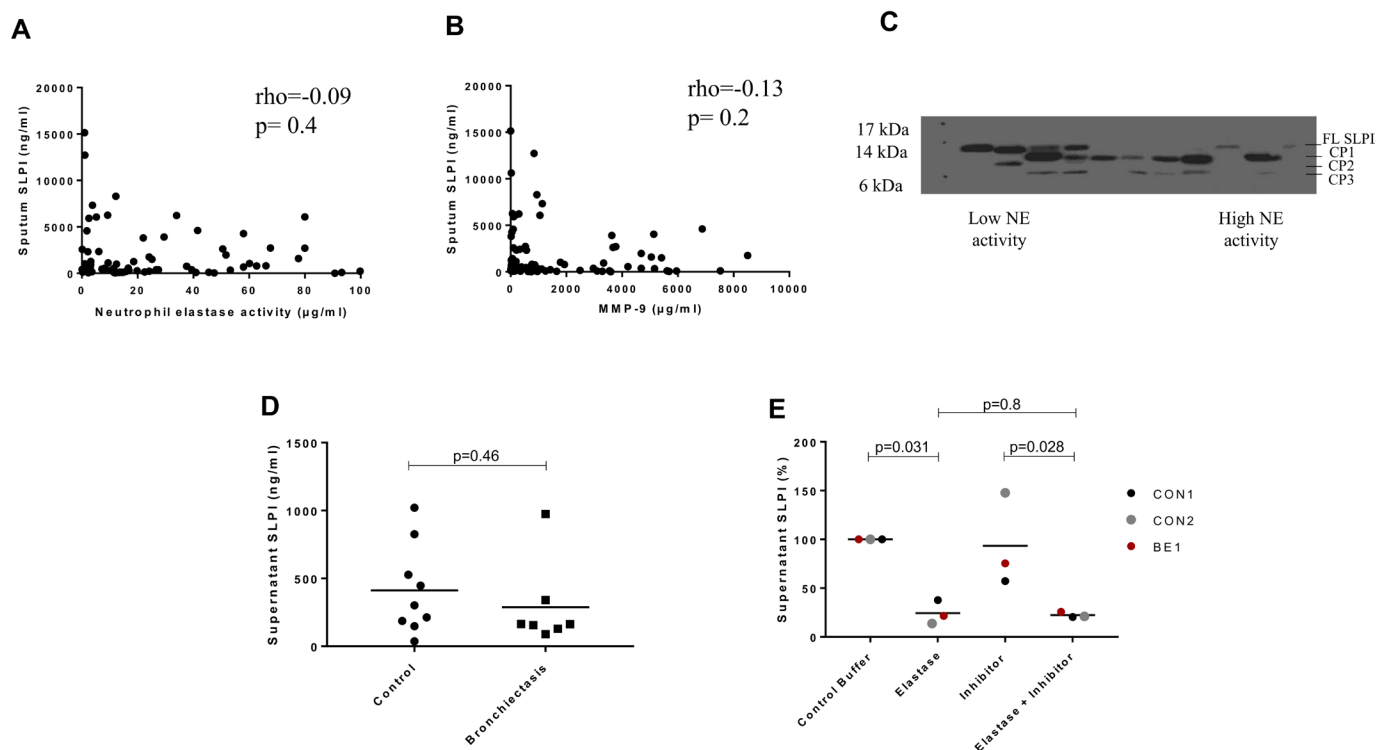 A
Sputum SLPI (ng/ml)
20000
15000
10000
5000
0
0
20
40
60
80
100
Neutrophil elastase activity (µg/ml)
rho=-0.09
p= 0.4
B
Sputum SLPI (ng/ml)
20000
15000
10000
5000
0
0
2000
4000
6000
8000
10000
MMP-9 (µg/ml)
rho=-0.13
p= 0.2
C
17 kDa
14 kDa
6 kDa
FL SLPI
CP1
CP2
CP3
Low NE
activity
High NE
activity
D
Supernatant SLPI (ng/ml)
1500
1000
500
0
p=0.46
Control
Bronchiectasis
E
Supernatant SLPI (%)
200
150
100
50
0
p=0.8
p=0.031
p=0.028
Control Buffer
Elastase
Inhibitor
Elastase + Inhibitor
CON1
CON2
BE1